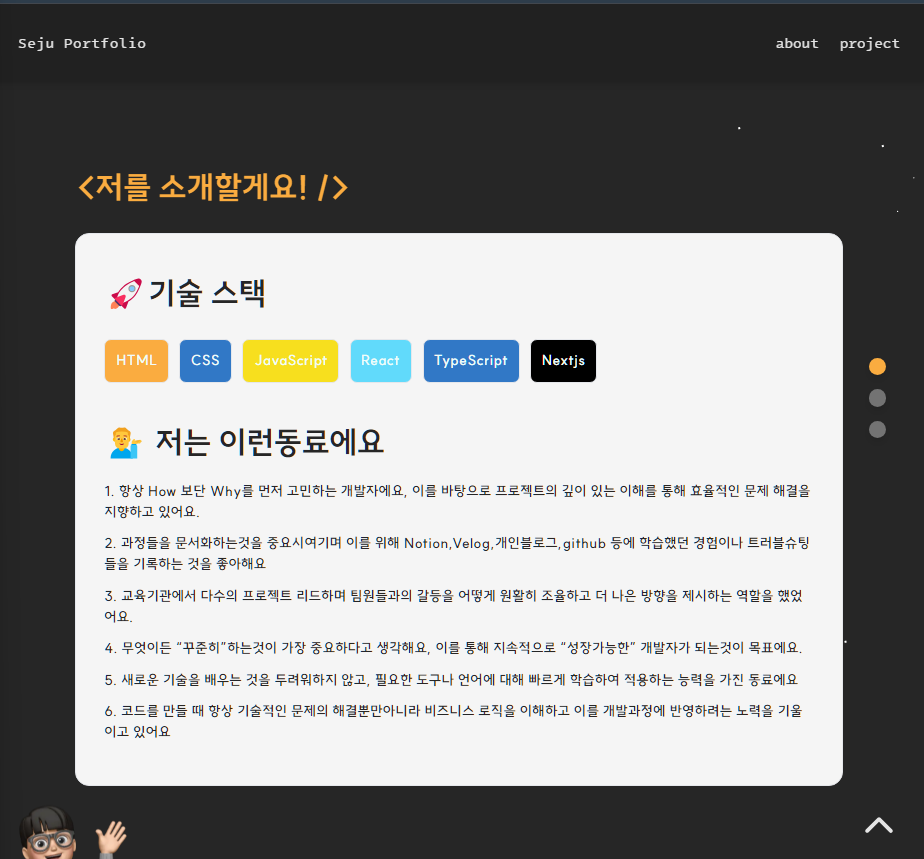 Seju Portfolio
about project
<저를 소개할게요! />
기술 스택
HTML CSS JavaScript React TypeScript Nextjs
저는 이런동료에요
1. 항상 How 보단 Why를 먼저 고민하는 개발자에요, 이를 바탕으로 프로젝트의 깊이 있는 이해를 통해 효율적인 문제 해결을
지향하고 있어요.
2. 과정들을 문서화하는것을 중요시여기며 이를 위해 Notion,Velog,개인블로그,github 등에 학습했던 경험이나 트러블슈팅
들을 기록하는 것을 좋아해요
3. 교육기관에서 다수의 프로젝트 리드하며 팀원들과의 갈등을 어떻게 원활히 조율하고 더 나은 방향을 제시하는 역할을 했었
어요.
4. 무엇이든 “꾸준히”하는것이 가장 중요하다고 생각해요, 이를 통해 지속적으로 “성장가능한” 개발자가 되는것이 목표에요.
5. 새로운 기술을 배우는 것을 두려워하지 않고, 필요한 도구나 언어에 대해 빠르게 학습하여 적용하는 능력을 가진 동료에요
6. 코드를 만들 때 항상 기술적인 문제의 해결뿐만아니라 비즈니스 로직을 이해하고 이를 개발과정에 반영하려는 노력을 기울
이고 있어요